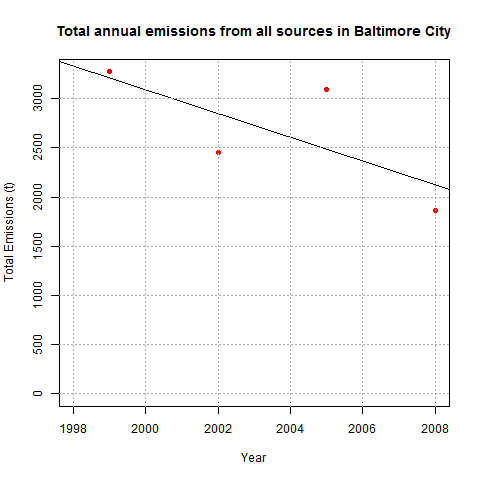 Total annual emissions from all sources in Baltimore City
Total Emissions (t)
3000
2500
2000
1500
1000
500
0
1998 2000 2002 2004 2006 2008
Year